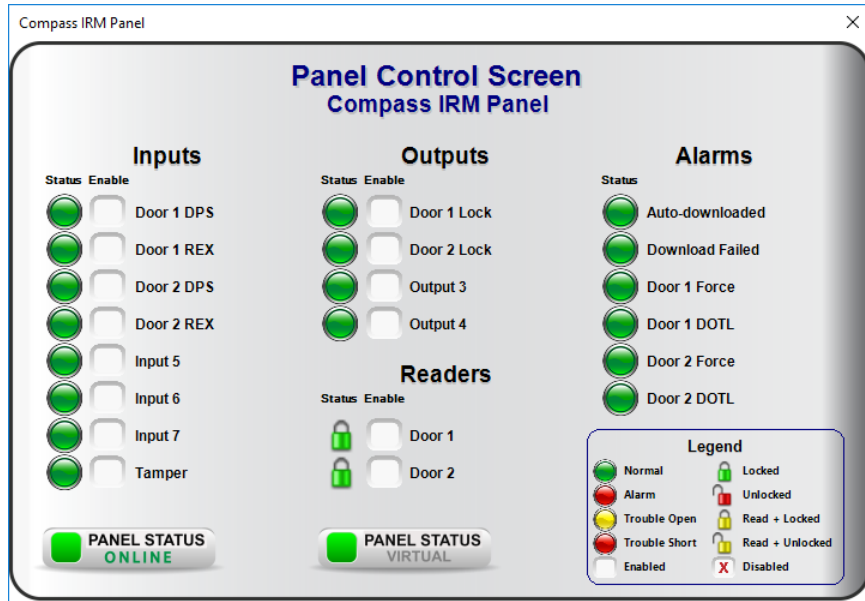 Compass IRM Panel
Panel Control Screen
Compass IRM Panel
Inputs
Status Enable
Door 1 DPS
Door 1 REX
Door 2 DPS
Door 2 REX
Input 5
Input 6
Input 7
Tamper
PANEL STATUS
ONLINE
Outputs
Status Enable
Door 1 Lock
Door 2 Lock
Output 3
Output 4
Readers
Status Enable
Door 1
Door 2
PANEL STATUS
VIRTUAL
Alarms
Status
Auto-downloaded
Download Failed
Door 1 Force
Door 1 DOTL
Door 2 Force
Door 2 DOTL
Legend
Normal Locked
Alarm Unlocked
Trouble Open Read + Locked
Trouble Short Read + Unlocked
Enabled X Disabled